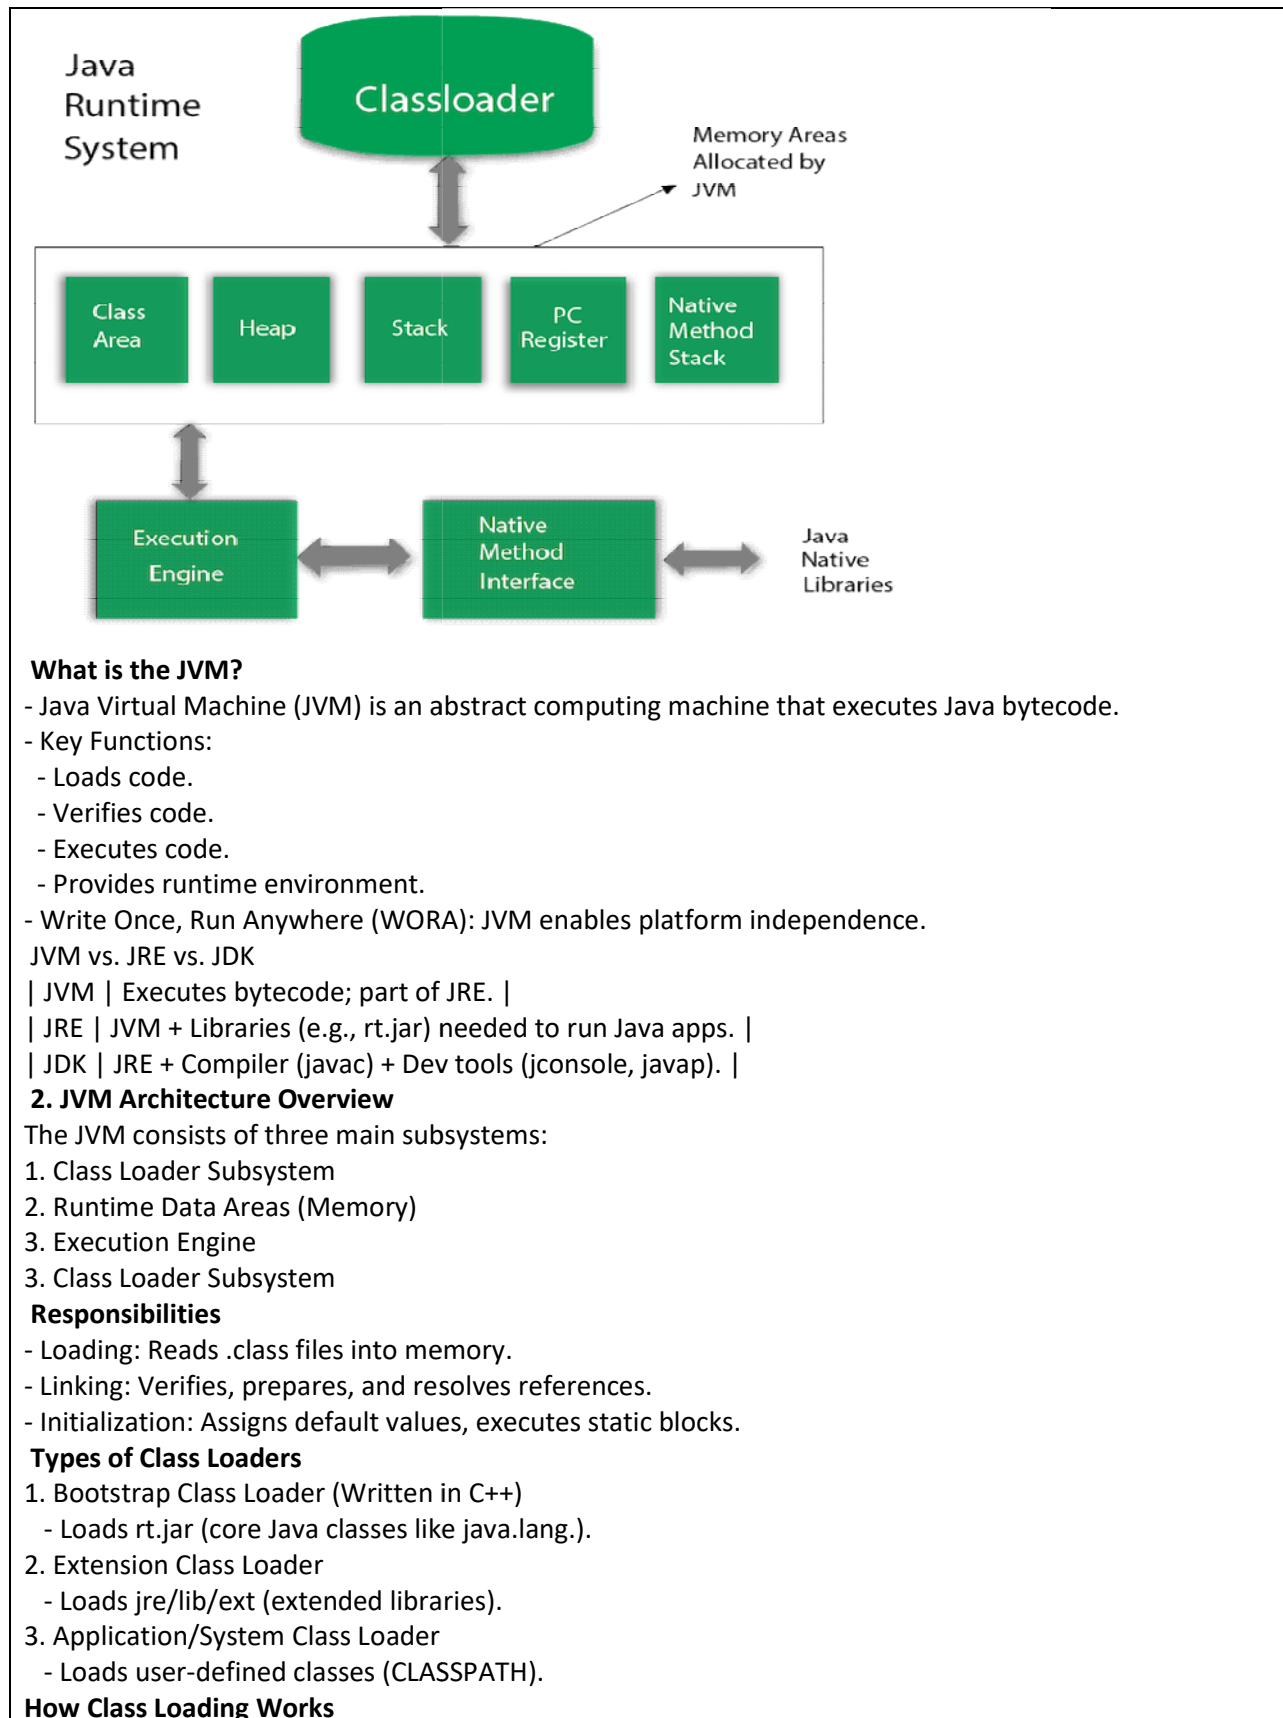 Java
Runtime
System
Classloader
Memory Areas
Allocated by
JVM
Class
Area
Heap
Stack
PC
Register
Native
Method
Stack
Execution
Engine
Native
Method
Interface
Java
Native
Libraries
What is the JVM?
- Java Virtual Machine (JVM) is an abstract computing machine that executes Java bytecode.
- Key Functions:
- Loads code.
- Verifies code.
- Executes code.
- Provides runtime environment.
- Write Once, Run Anywhere (WORA): JVM enables platform independence.
JVM vs. JRE vs. JDK
| JVM | Executes bytecode; part of JRE. |
| JRE | JVM + Libraries (e.g., rt.jar) needed to run Java apps. |
| JDK | JRE + Compiler (javac) + Dev tools (jconsole, javap). |
2. JVM Architecture Overview
The JVM consists of three main subsystems:
1. Class Loader Subsystem
2. Runtime Data Areas (Memory)
3. Execution Engine
3. Class Loader Subsystem
Responsibilities
- Loading: Reads .class files into memory.
- Linking: Verifies, prepares, and resolves references.
- Initialization: Assigns default values, executes static blocks.
Types of Class Loaders
1. Bootstrap Class Loader (Written in C++)
- Loads rt.jar (core Java classes like java.lang.).
2. Extension Class Loader
- Loads jre/lib/ext (extended libraries).
3. Application/System Class Loader
- Loads user-defined classes (CLASSPATH).
How Class Loading Works